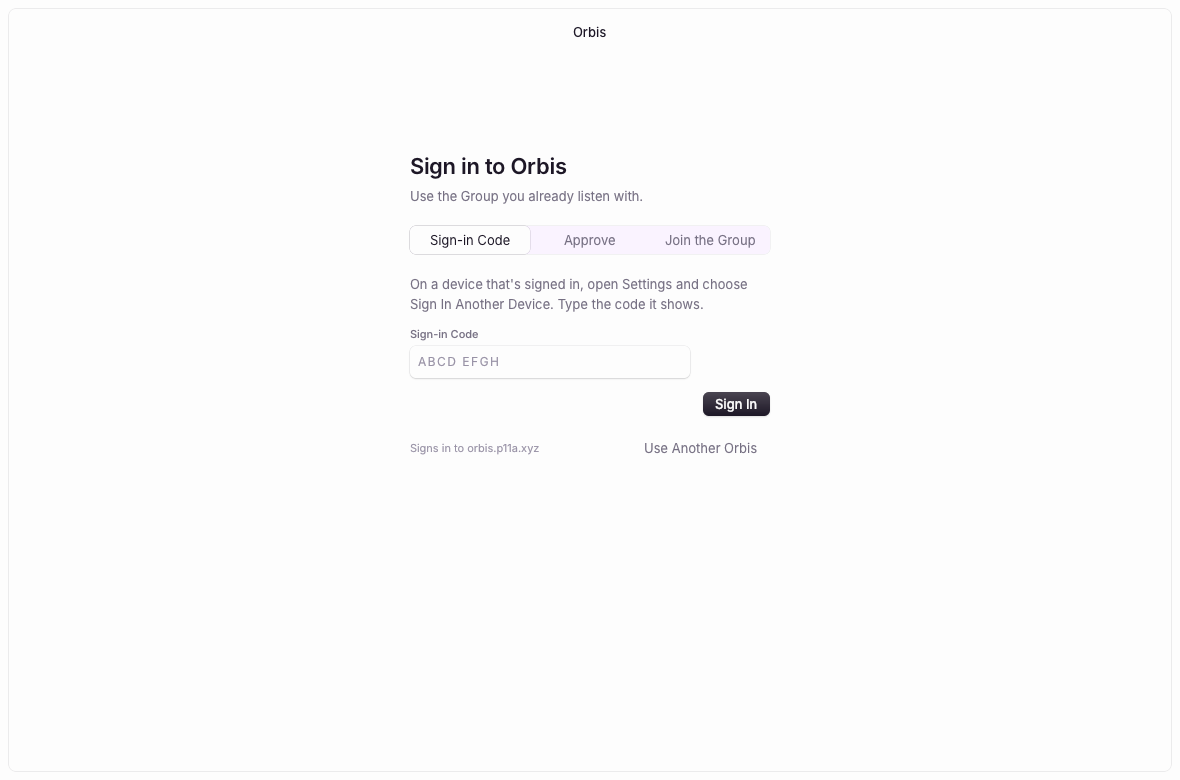 Orbis
Sign in to Orbis
Use the Group you already listen with.
Sign-in Code
Approve
Join the Group
On a device that's signed in, open Settings and choose
Sign In Another Device. Type the code it shows.
Sign-in Code
ABCD EFGH
Sign In
Signs in to orbis.p11a.xyz
Use Another Orbis